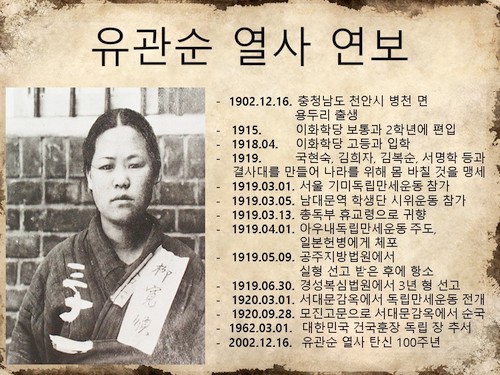 유관순 열사 연보
- 1902.12.16. 충청남도 천안시 병천 면
용두리 출생
- 1915. 이화학당 보통과 2학년에 편입
- 1918.04. 이화학당 고등과 입학
- 1919. 국현숙, 김희자, 김복순, 서명학 등과
결사대를 만들어 나라를 위해 몸 바칠 것을 맹세
- 1919.03.01. 서울 기미독립만세운동 참가
- 1919.03.05. 남대문역 학생단 시위운동 참가
- 1919.03.13. 총독부 휴교령으로 귀향
- 1919.04.01. 아우내독립만세운동 주도,
일본헌병에게 체포
- 1919.05.09. 공주지방법원에서
실형 선고 받은 후에 항소
- 1919.06.30. 경성복심법원에서 3년 형 선고
- 1920.03.01. 서대문감옥에서 독립만세운동 전개
- 1920.09.28. 모진고문으로 서대문감옥에서 순국
- 1962.03.01. 대한민국 건국훈장 독립 장 추서
- 2002.12.16. 유관순 열사 탄신 100주년
柳寬順